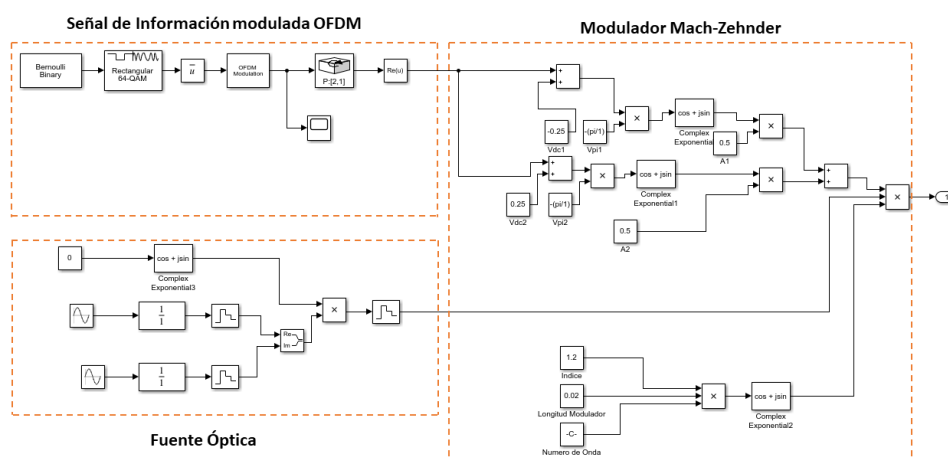 Señal de Información modulada OFDM
Modulador Mach-Zehnder
Bernoulli
Binary
Rectangular
64-QAM
u
OFDM
Modulation
P:[2,1]
Re(u)
+
+
-0.25
Vdc1
-(pi/1)
Vpi1
×
cos + jsin
Complex
Exponential
0.5
A1
×
+
+
0.25
Vdc2
-(pi/1)
Vpi2
×
cos + jsin
Complex
Exponential1
0.5
A2
×
+
+
×
1
0
cos + jsin
Complex
Exponential3
1
1
1
1
Re
Im
×
1.2
Indice
0.02
Longitud Modulador
-C-
Numero de Onda
×
cos + jsin
Complex
Exponential2
Fuente Óptica